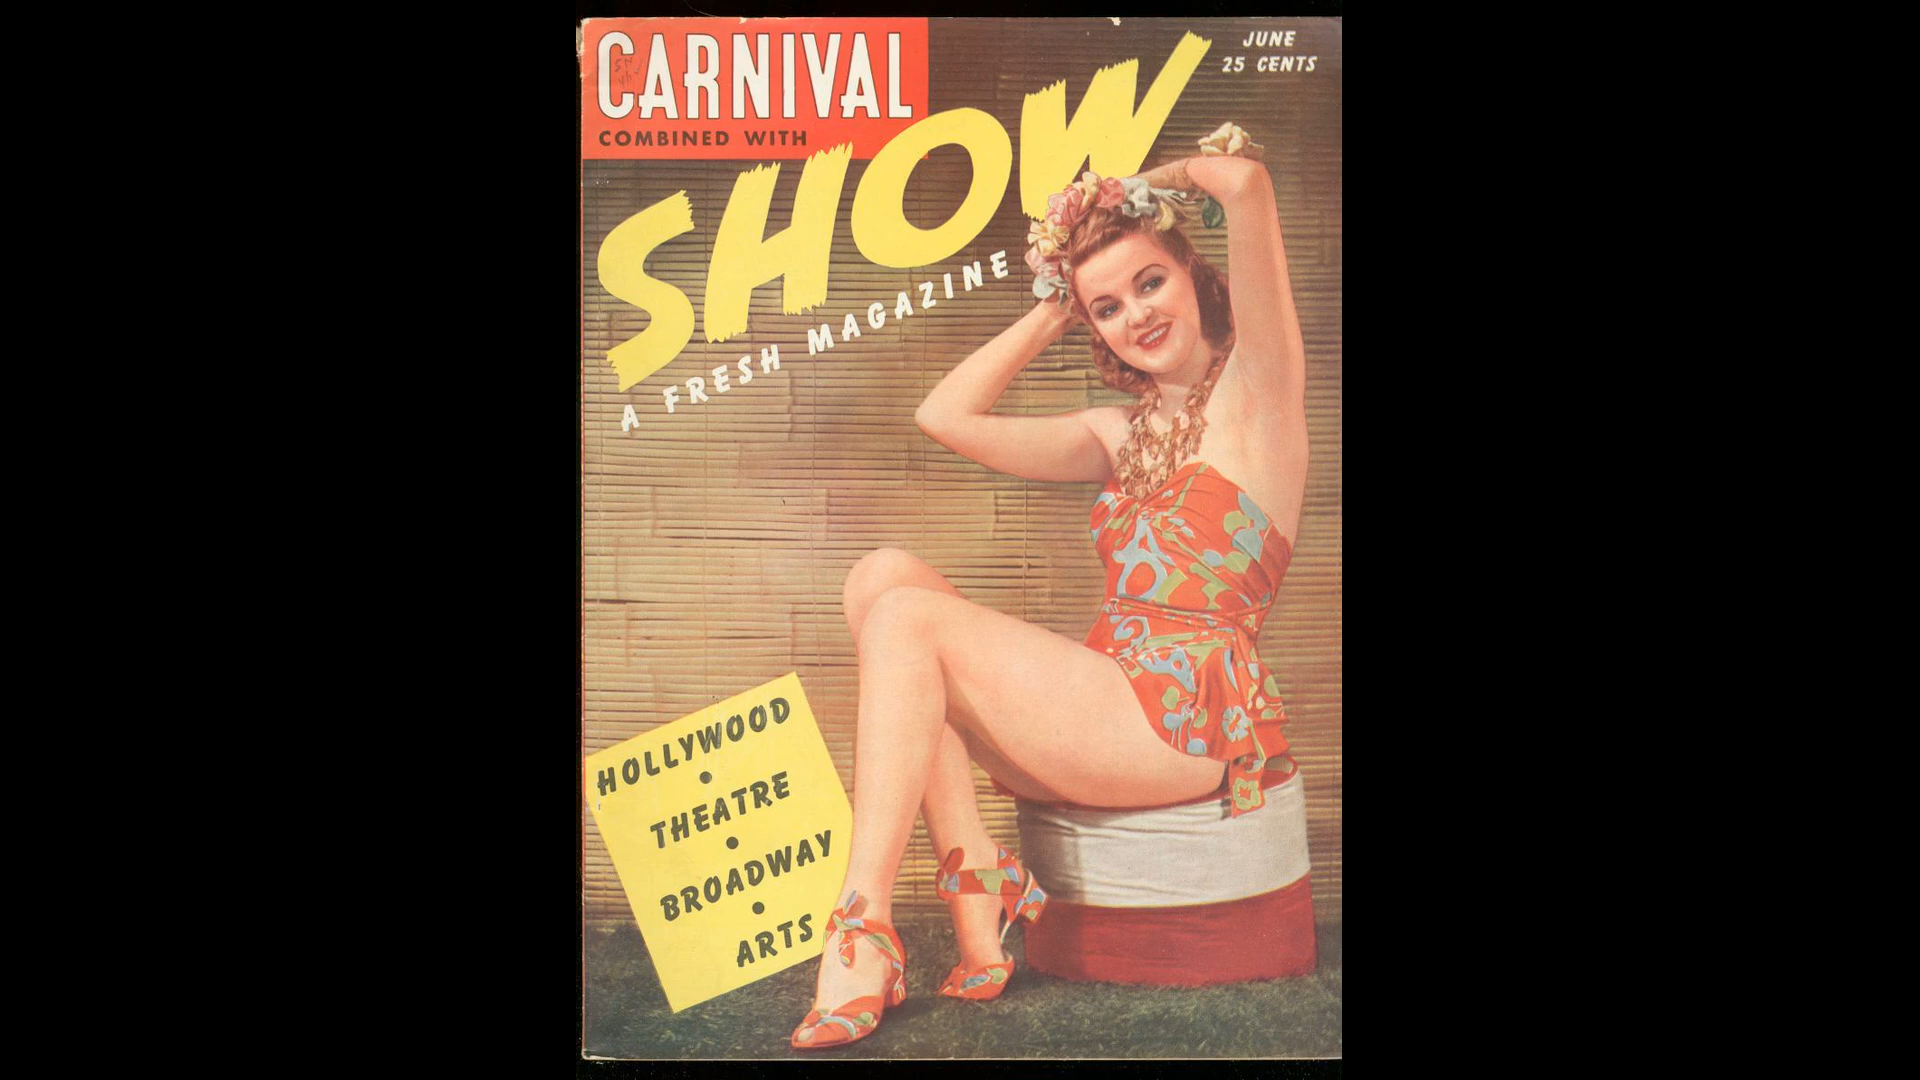 CARNIVAL
COMBINED WITH
SHOW
A FRESH MAGAZINE
JUNE
25 CENTS
HOLLYWOOD
•
THEATRE
•
BROADWAY
•
ARTS